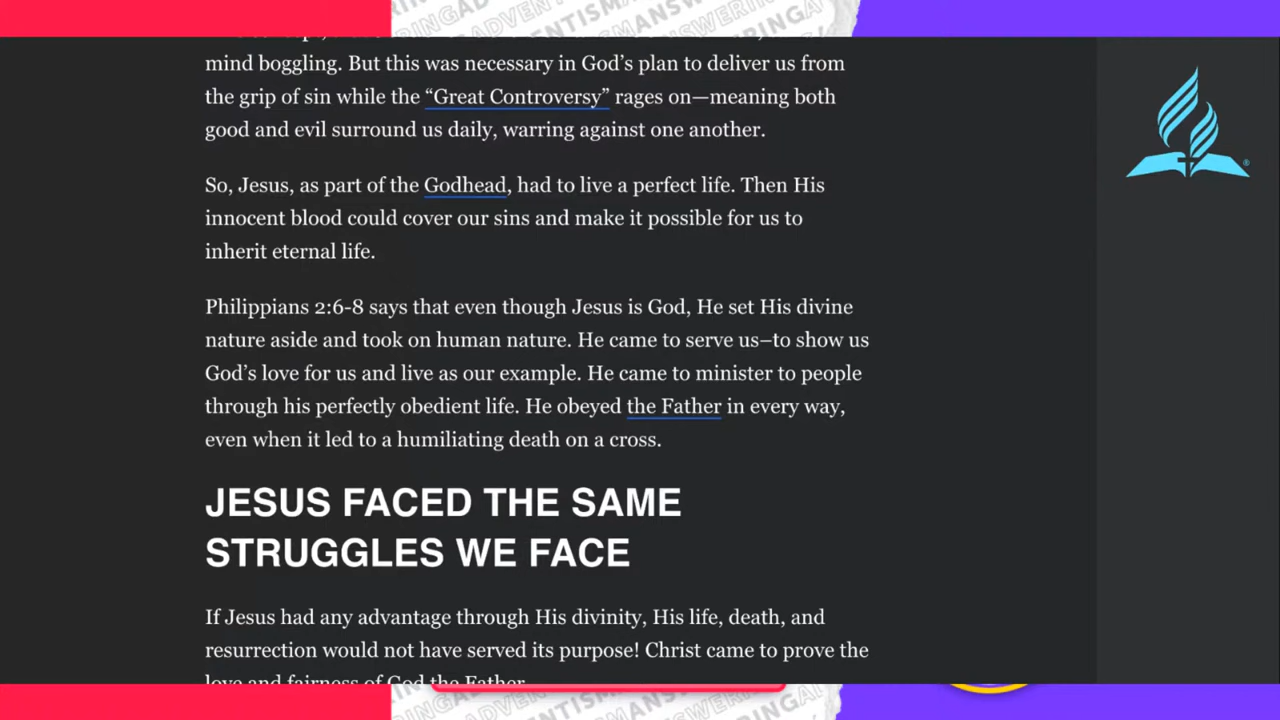 mind boggling. But this was necessary in God’s plan to deliver us from
the grip of sin while the “Great Controversy” rages on—meaning both
good and evil surround us daily, warring against one another.
So, Jesus, as part of the Godhead, had to live a perfect life. Then His
innocent blood could cover our sins and make it possible for us to
inherit eternal life.
Philippians 2:6-8 says that even though Jesus is God, He set His divine
nature aside and took on human nature. He came to serve us–to show us
God’s love for us and live as our example. He came to minister to people
through his perfectly obedient life. He obeyed the Father in every way,
even when it led to a humiliating death on a cross.
JESUS FACED THE SAME
STRUGGLES WE FACE
If Jesus had any advantage through His divinity, His life, death, and
resurrection would not have served its purpose! Christ came to prove the
love and fairness of God the Father